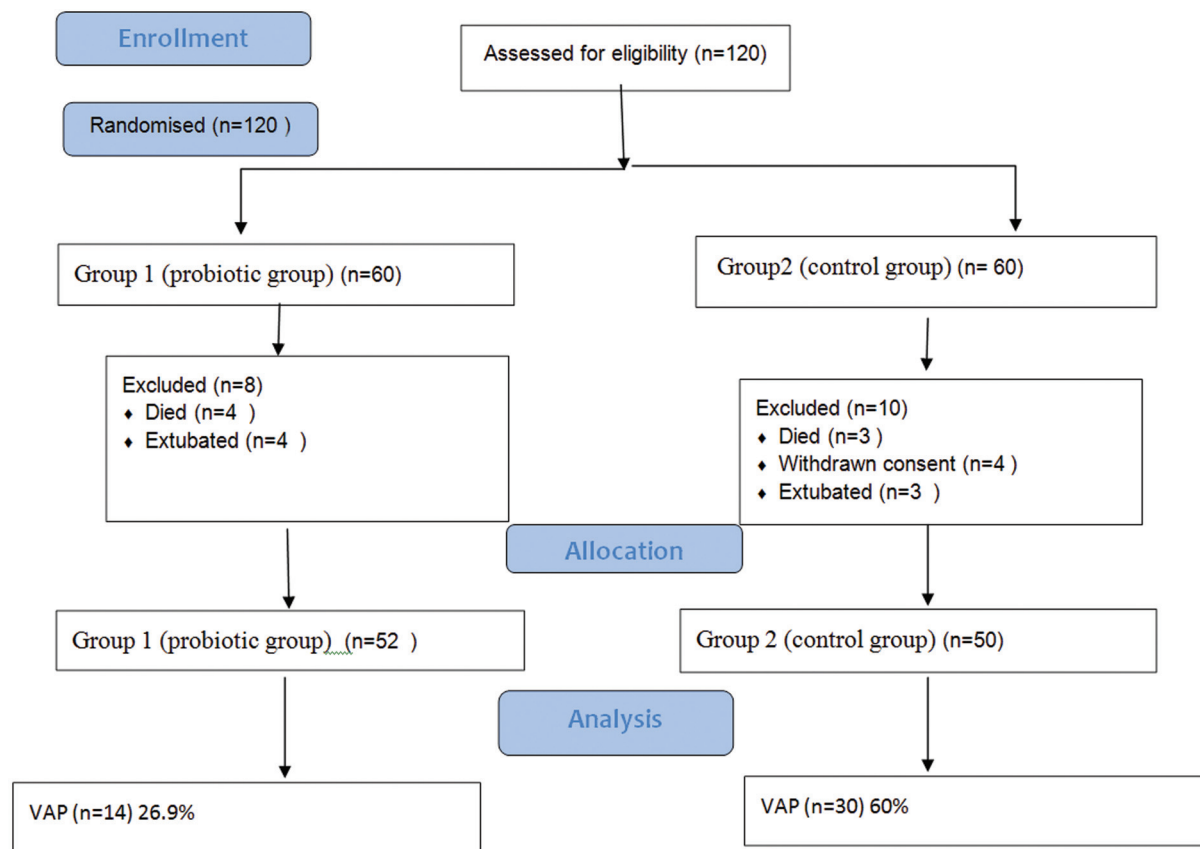 Enrollment
Assessed for eligibility (n=120)
Randomised (n=120 )
Group 1 (probiotic group) (n=60)
Group2 (control group) (n= 60)
Excluded (n=8)
♦ Died (n=4 )
♦ Extubated (n=4 )
Excluded (n=10)
♦ Died (n=3 )
♦ Withdrawn consent (n=4 )
♦ Extubated (n=3 )
Allocation
Group 1 (probiotic group) (n=52 )
Group 2 (control group) (n=50)
Analysis
VAP (n=14) 26.9%
VAP (n=30) 60%